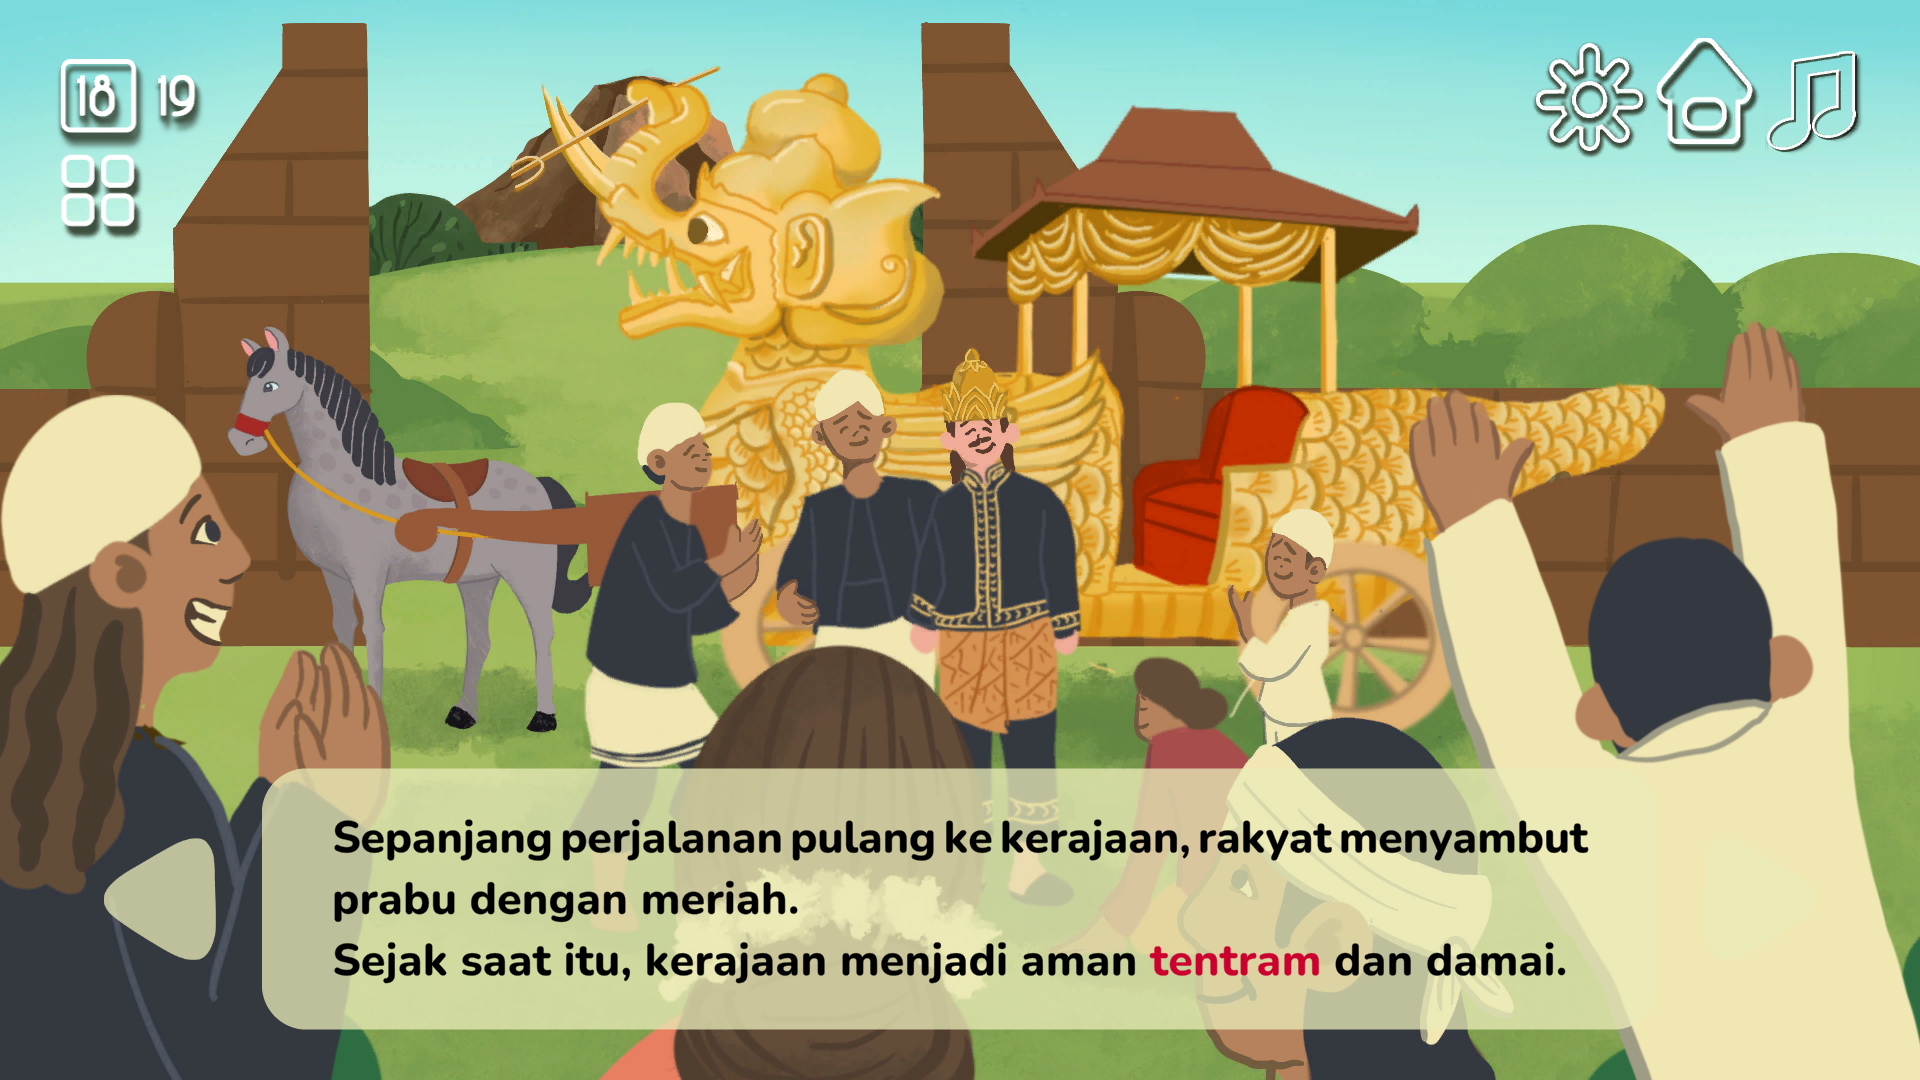 18 19
Sepanjang perjalanan pulang ke kerajaan, rakyat menyambut
prabu dengan meriah.
Sejak saat itu, kerajaan menjadi aman tentram dan damai.